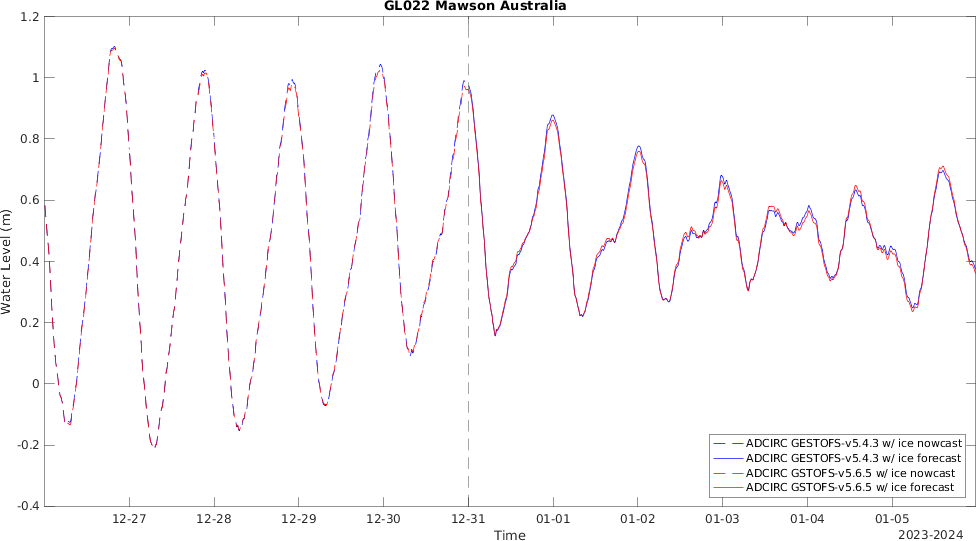 GL022 Mawson Australia
Water Level (m)
1.2
1
0.8
0.6
0.4
0.2
0
-0.2
-0.4
ADCIRC GESTOFS-v5.4.3 w/ ice nowcast
ADCIRC GESTOFS-v5.4.3 w/ ice forecast
ADCIRC GSTOFS-v5.6.5 w/ ice nowcast
ADCIRC GSTOFS-v5.6.5 w/ ice forecast
12-27 12-28 12-29 12-30 12-31 01-01 01-02 01-03 01-04 01-05
Time
2023-2024